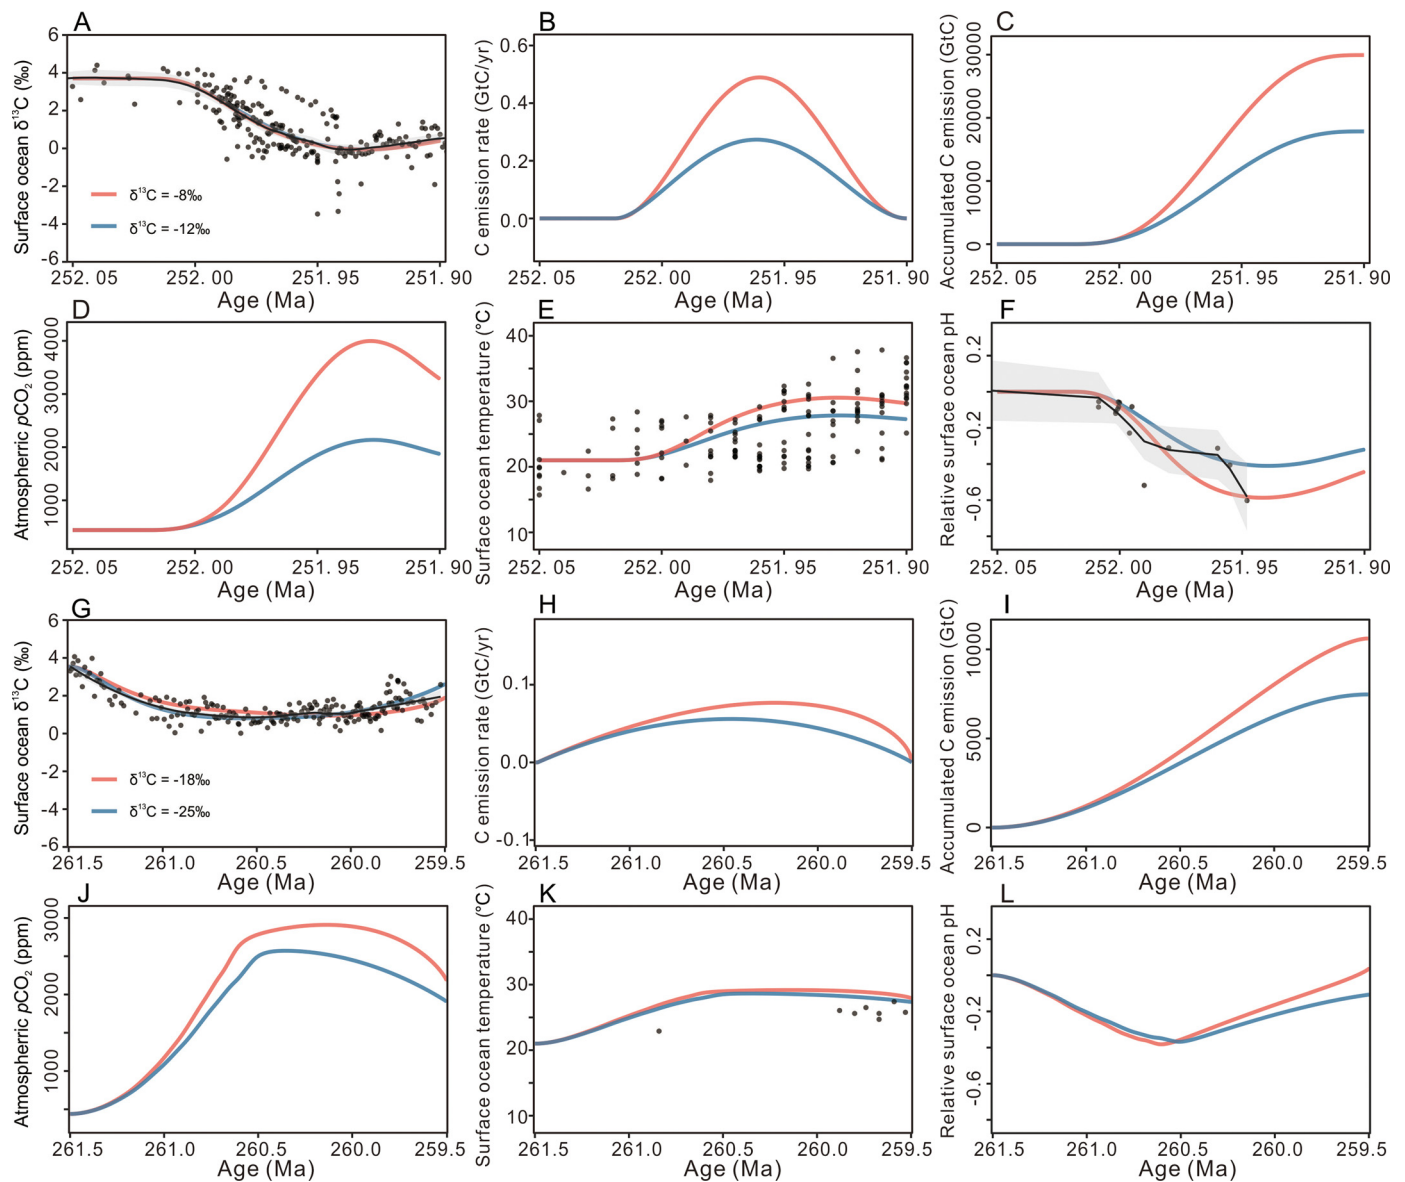 A
Surface ocean δ13C (‰)
6
4
2
0
-2
-4
-6
δ13C = -8‰
δ13C = -12‰
252.05
252.00
251.95
251.90
Age (Ma)
B
C emission rate (GtC/yr)
0.6
0.4
0.2
0.0
252.05
252.00
251.95
251.90
Age (Ma)
C
Accumulated C emission (GtC)
30000
20000
10000
0
252.05
252.00
251.95
251.90
Age (Ma)
D
Atmospherric pCO2 (ppm)
4000
3000
2000
1000
252.05
252.00
251.95
251.90
Age (Ma)
E
Surface ocean temperature (°C)
40
30
20
10
252.05
252.00
251.95
251.90
Age (Ma)
F
Relative surface ocean pH
0.2
-0.2
-0.6
252.05
252.00
251.95
251.90
Age (Ma)
G
Surface ocean δ13C (‰)
6
4
2
0
-2
-4
-6
δ13C = -18‰
δ13C = -25‰
261.5
261.0
260.5
260.0
259.5
Age (Ma)
H
C emission rate (GtC/yr)
0.1
0.0
-0.1
261.5
261.0
260.5
260.0
259.5
Age (Ma)
I
Accumulated C emission (GtC)
10000
5000
0
261.5
261.0
260.5
260.0
259.5
Age (Ma)
J
Atmospherric pCO2 (ppm)
3000
2000
1000
261.5
261.0
260.5
260.0
259.5
Age (Ma)
K
Surface ocean temperature (°C)
40
30
20
10
261.5
261.0
260.5
260.0
259.5
Age (Ma)
L
Relative surface ocean pH
0.2
-0.2
-0.6
261.5
261.0
260.5
260.0
259.5
Age (Ma)